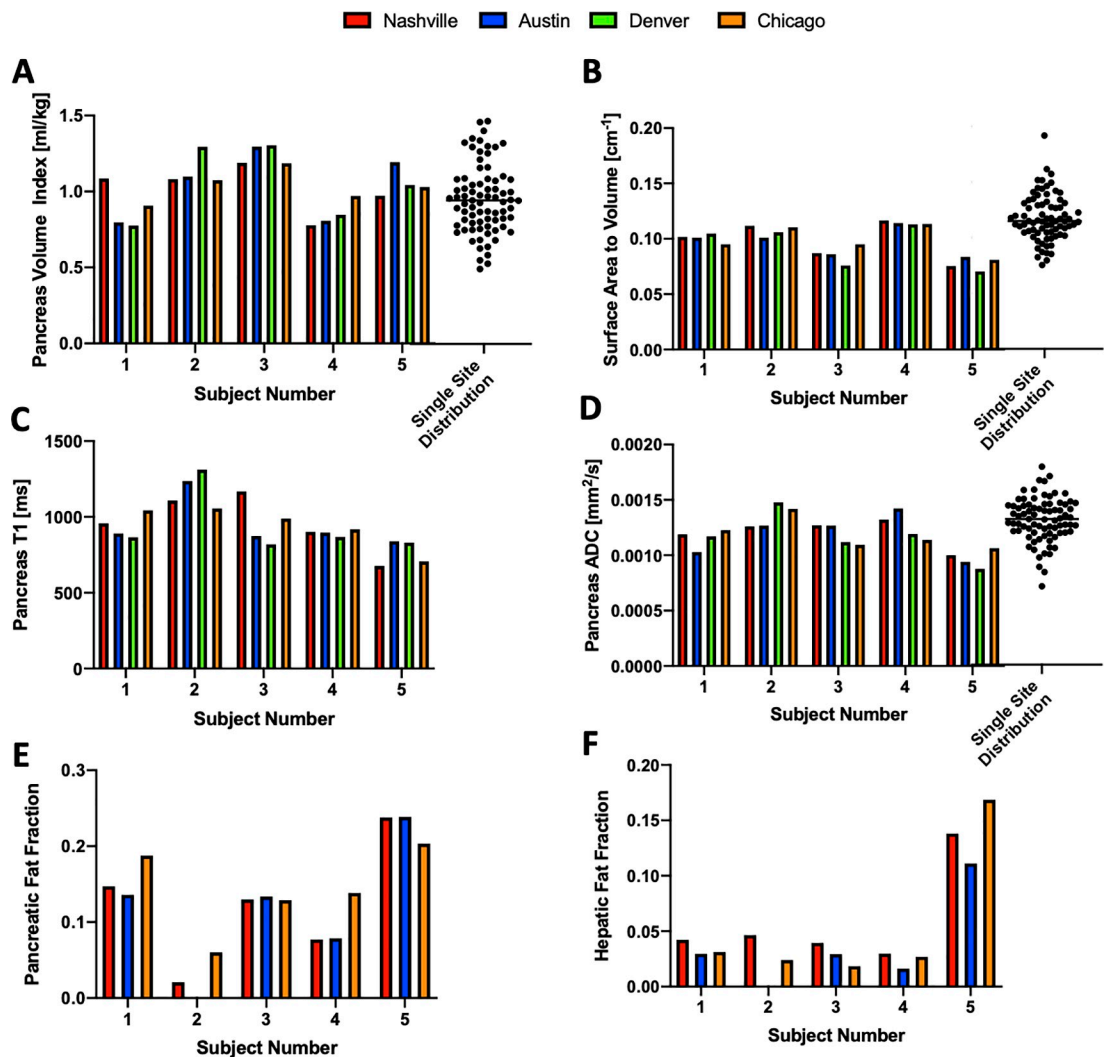 Nashville Austin Denver Chicago
A
Pancreas Volume Index [ml/kg]
1.5
1.0
0.5
0.0
1 2 3 4 5
Subject Number
Single Site
Distribution
B
Surface Area to Volume [cm⁻¹]
0.20
0.15
0.10
0.05
0.00
1 2 3 4 5
Subject Number
Single Site
Distribution
C
Pancreas T1 [ms]
1500
1000
500
0
1 2 3 4 5
Subject Number
D
Pancreas ADC [mm²/s]
0.0020
0.0015
0.0010
0.0005
0.0000
1 2 3 4 5
Subject Number
Single Site
Distribution
E
Pancreatic Fat Fraction
0.3
0.2
0.1
0.0
1 2 3 4 5
Subject Number
F
Hepatic Fat Fraction
0.20
0.15
0.10
0.05
0.00
1 2 3 4 5
Subject Number